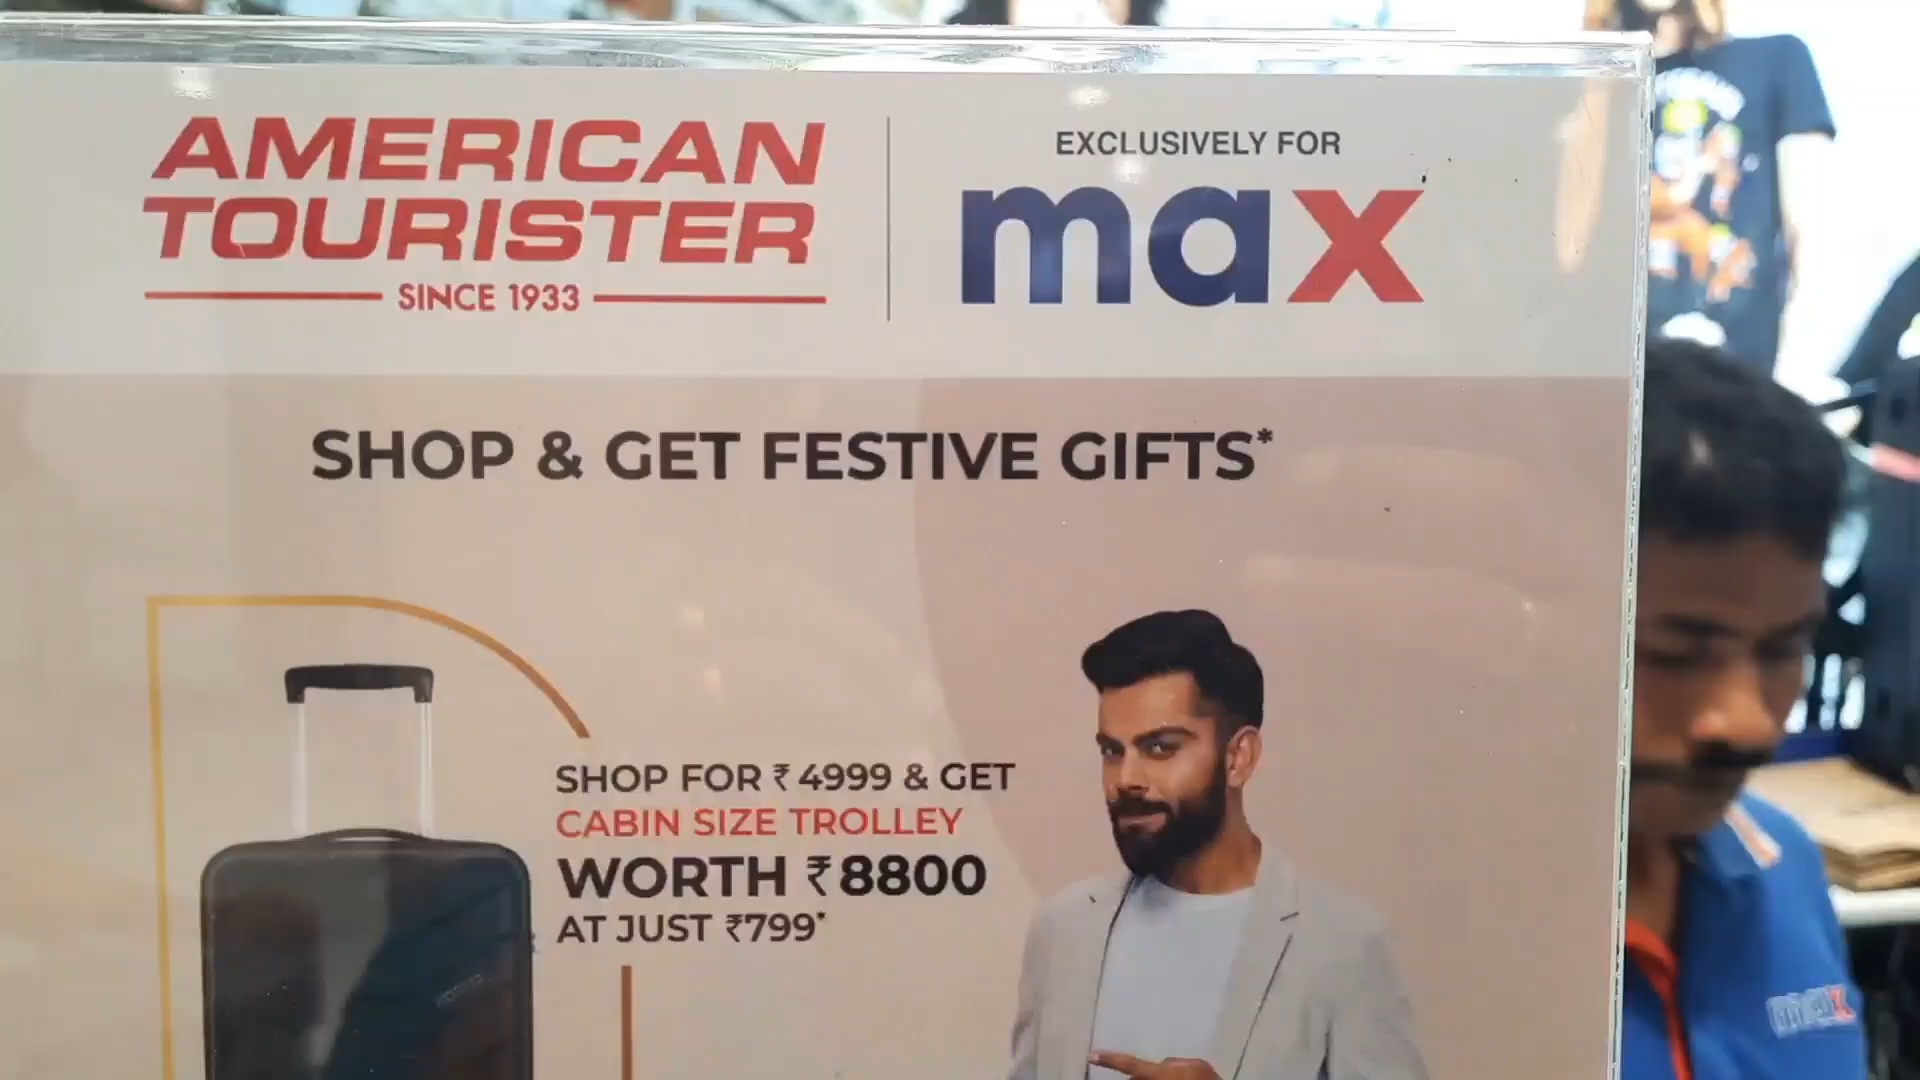 AMERICAN
TOURISTER
SINCE 1933
EXCLUSIVELY FOR
max
SHOP & GET FESTIVE GIFTS*
SHOP FOR ₹ 4999 & GET
CABIN SIZE TROLLEY
WORTH ₹8800
AT JUST ₹799*
max